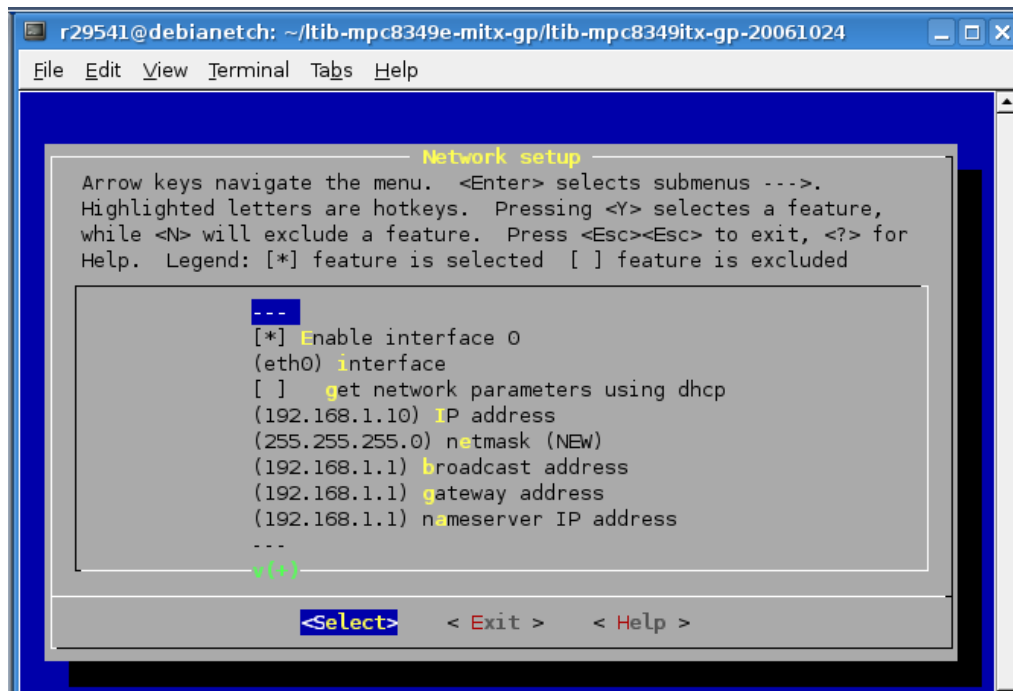 r29541@debianetch: ~/ltib-mpc8349e-mitx-gp/ltib-mpc8349itx-gp-20061024
File Edit View Terminal Tabs Help
Network setup
Arrow keys navigate the menu. <Enter> selects submenus --->.
Highlighted letters are hotkeys. Pressing <Y> selectes a feature,
while <N> will exclude a feature. Press <Esc><Esc> to exit, <?> for
Help. Legend: [*] feature is selected [ ] feature is excluded
---
[*] Enable interface 0
(eth0) interface
[ ] get network parameters using dhcp
(192.168.1.10) IP address
(255.255.255.0) netmask (NEW)
(192.168.1.1) broadcast address
(192.168.1.1) gateway address
(192.168.1.1) nameserver IP address
---
v(+)
<Select> < Exit > < Help >